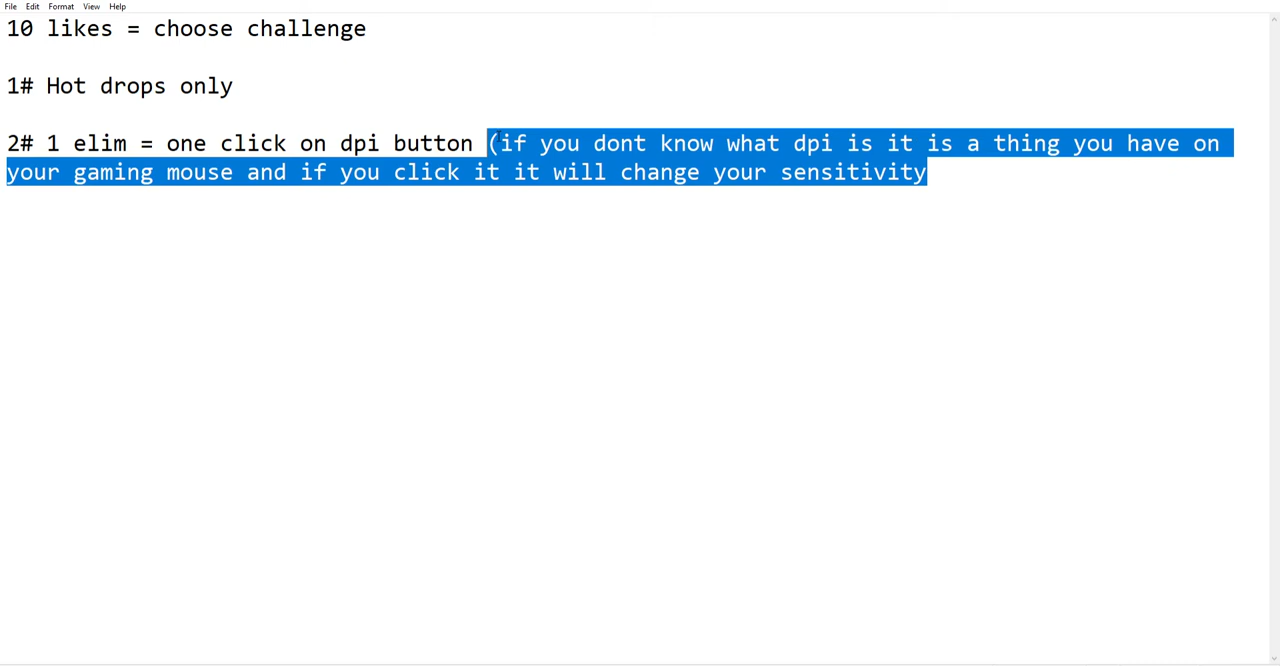 File Edit Format View Help
10 likes = choose challenge
1# Hot drops only
2# 1 elim = one click on dpi button (if you dont know what dpi is it is a thing you have on
your gaming mouse and if you click it it will change your sensitivity